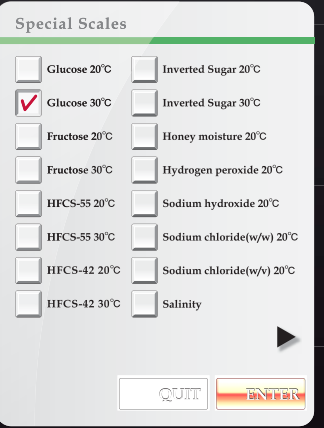 Special Scales
Glucose 20℃ Inverted Sugar 20℃
Glucose 30℃ Inverted Sugar 30℃
Fructose 20℃ Honey moisture 20℃
Fructose 30℃ Hydrogen peroxide 20℃
HFCS-55 20℃ Sodium hydroxide 20℃
HFCS-55 30℃ Sodium chloride(w/w) 20℃
HFCS-42 20℃ Sodium chloride(w/v) 20℃
HFCS-42 30℃ Salinity
QUIT ENTER